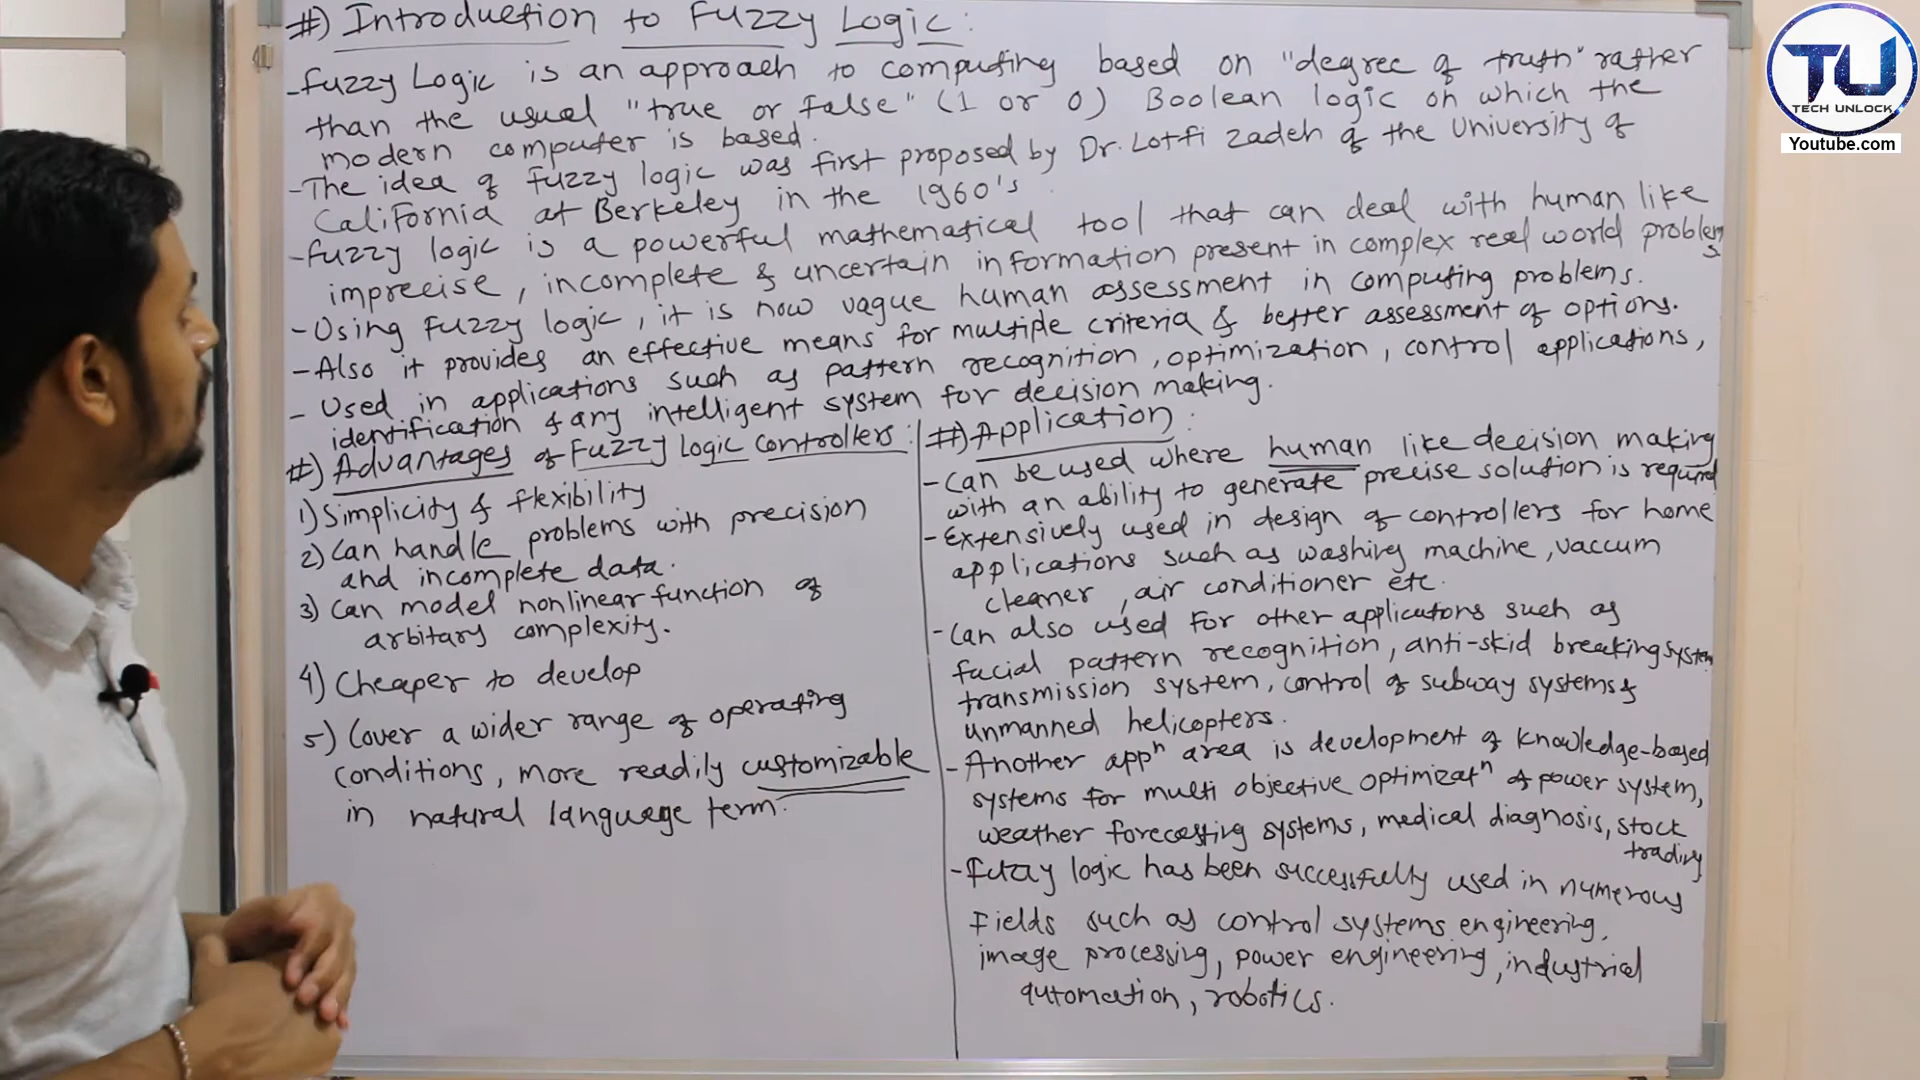 #) Introduction to Fuzzy Logic:
- Fuzzy Logic is an approach to computing based on "degree of truth" rather
than the usual "true or false" (1 or 0) Boolean logic on which the
modern computer is based.
- The idea of fuzzy logic was first proposed by Dr. Lotfi Zadeh of the University of
California at Berkeley in the 1960's.
- Fuzzy logic is a powerful mathematical tool that can deal with human like
imprecise, incomplete & uncertain information present in complex real world problems
- Using fuzzy logic, it is now vague human assessment in computing problems.
- Also it provides an effective means for multiple criteria & better assessment of options.
- Used in applications such as pattern recognition, optimization, control applications,
identification & any intelligent system for decision making.
#) Advantages of Fuzzy Logic Controllers:
1) Simplicity & flexibility
2) Can handle problems with precision
and incomplete data.
3) Can model nonlinear function of
arbitary complexity.
4) Cheaper to develop
5) Cover a wider range of operating
conditions, more readily customizable
in natural language term.
#) Application:
- Can be used where human like decision making
with an ability to generate precise solution is required
- Extensively used in design of controllers for home
applications such as washing machine, vaccum
cleaner, air conditioner etc.
- Can also used for other applications such as
facial pattern recognition, anti-skid breaking system
transmission system, control of subway systems &
unmanned helicopters.
- Another appⁿ area is development of knowledge-based
systems for multi objective optimizatⁿ of power system,
weather forecasting systems, medical diagnosis, stock
trading
- Fuzzy logic has been successfully used in numerous
fields such as control systems engineering,
image processing, power engineering, industrial
automation, robotics.
TU
TECH UNLOCK
Youtube.com